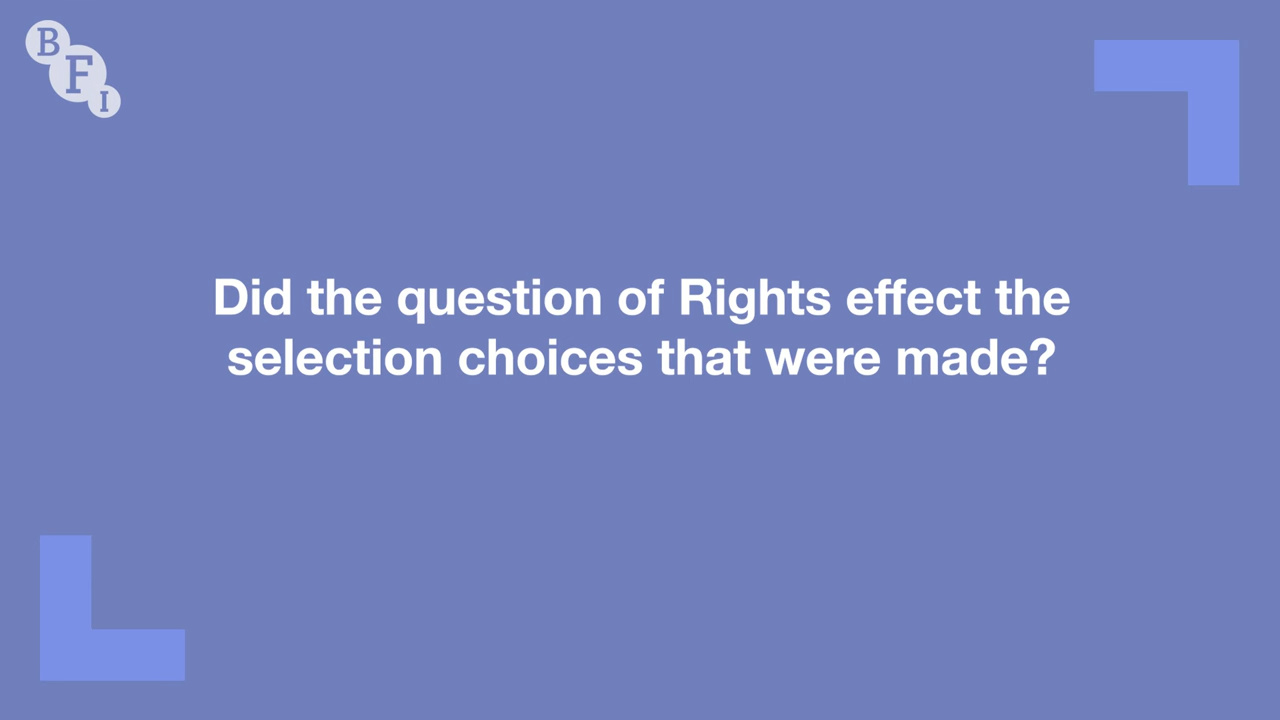 BFI
Did the question of Rights effect the
selection choices that were made?